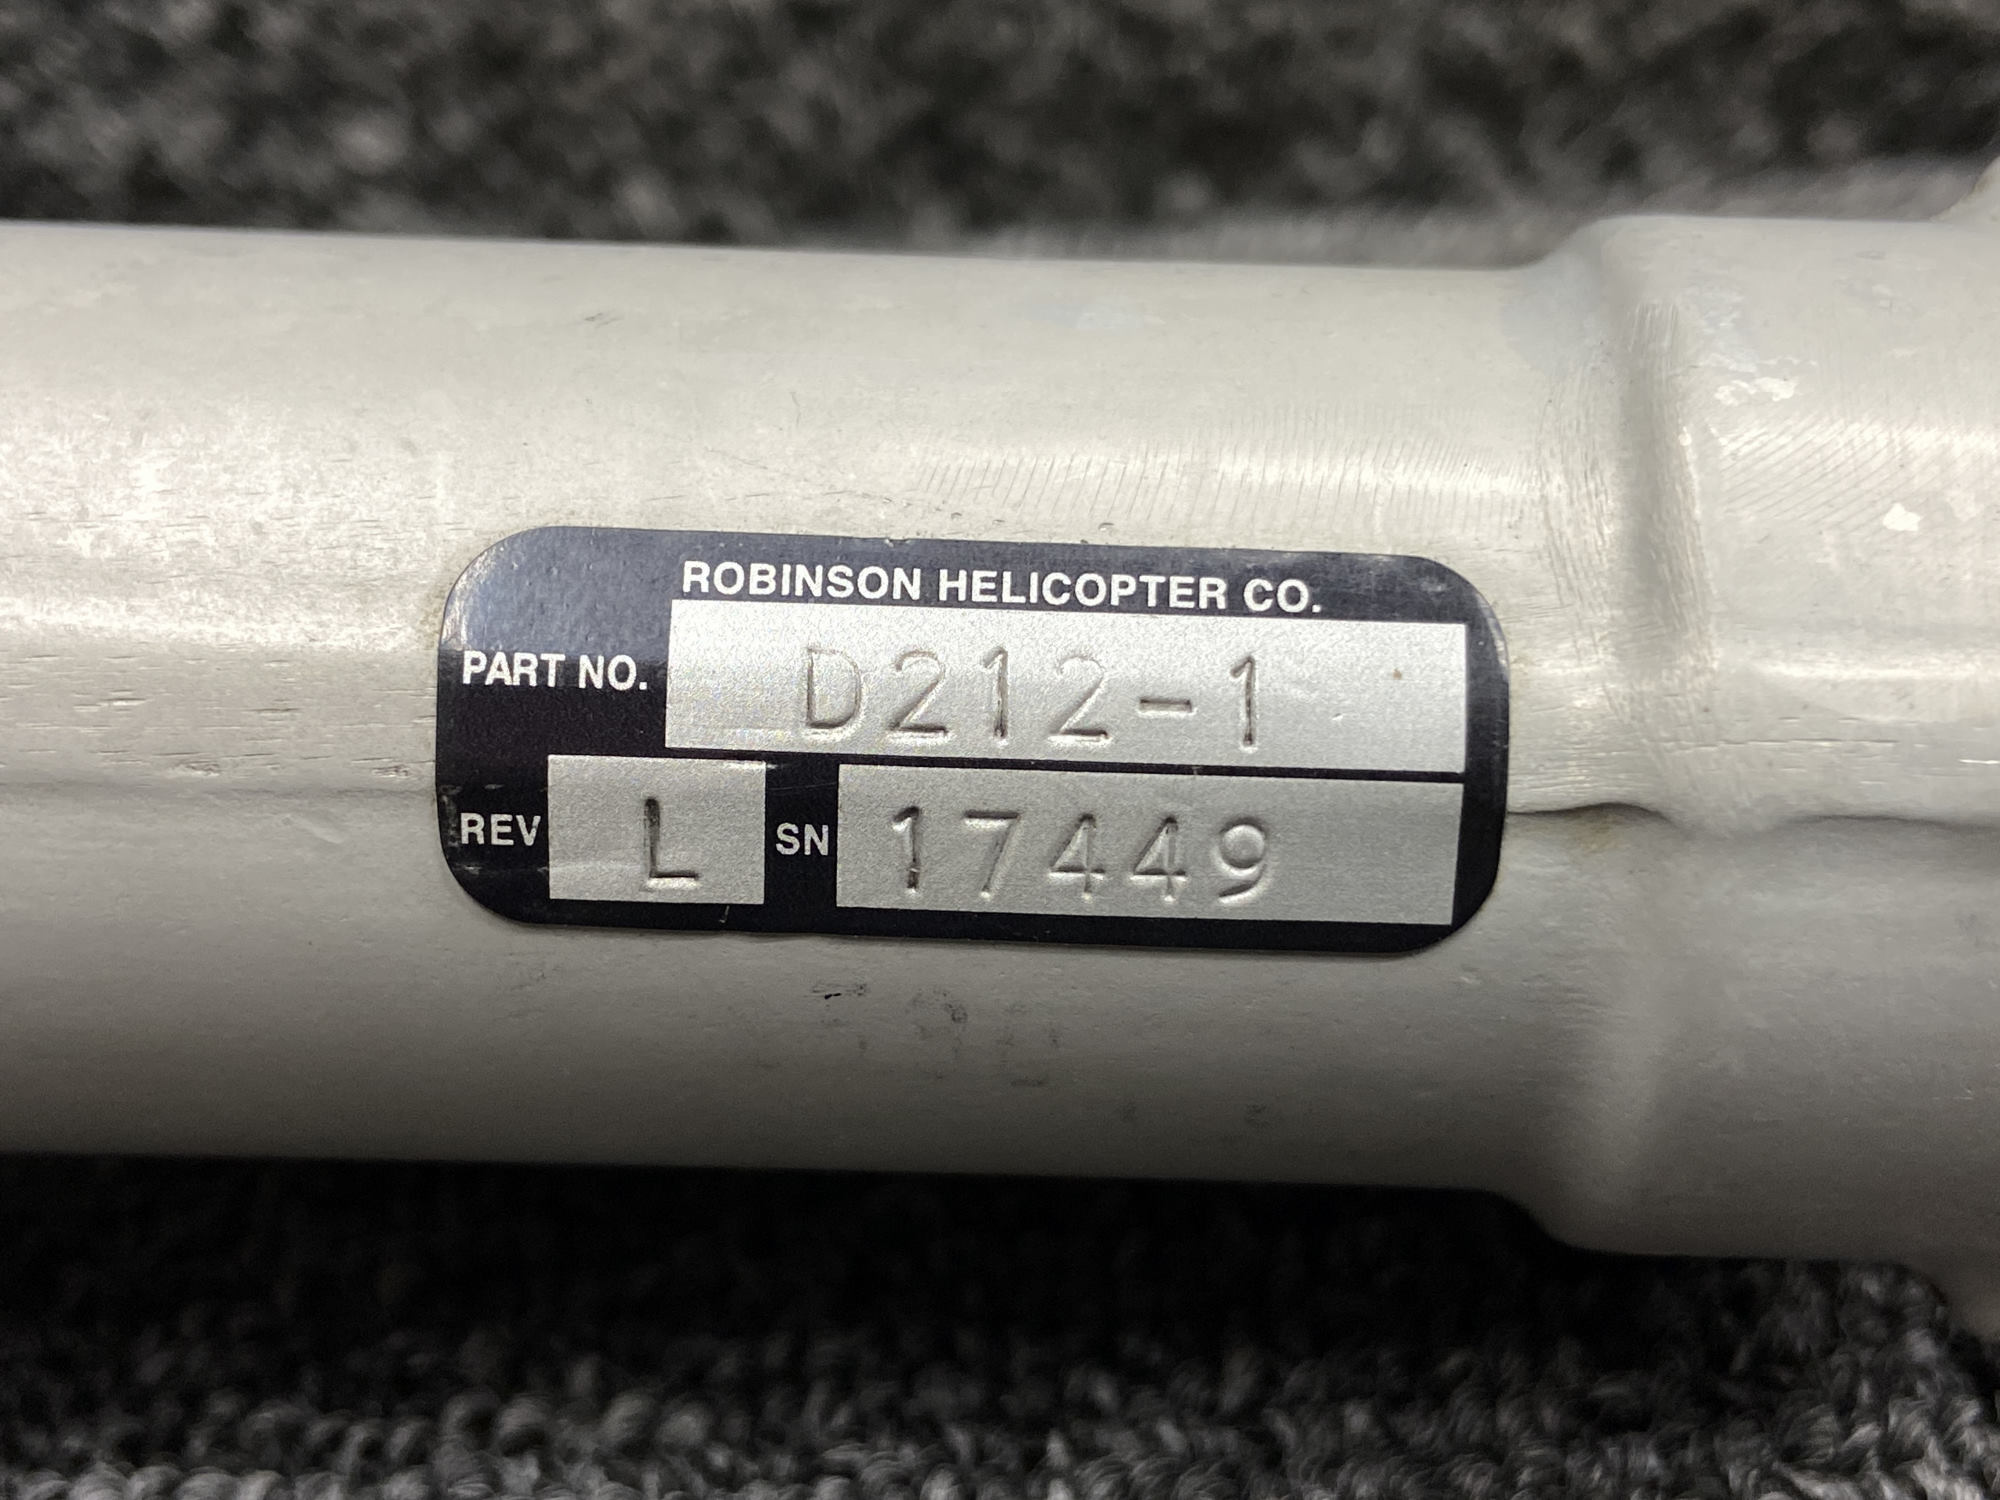 ROBINSON HELICOPTER CO.
PART NO. D212-1
REV L SN 17449